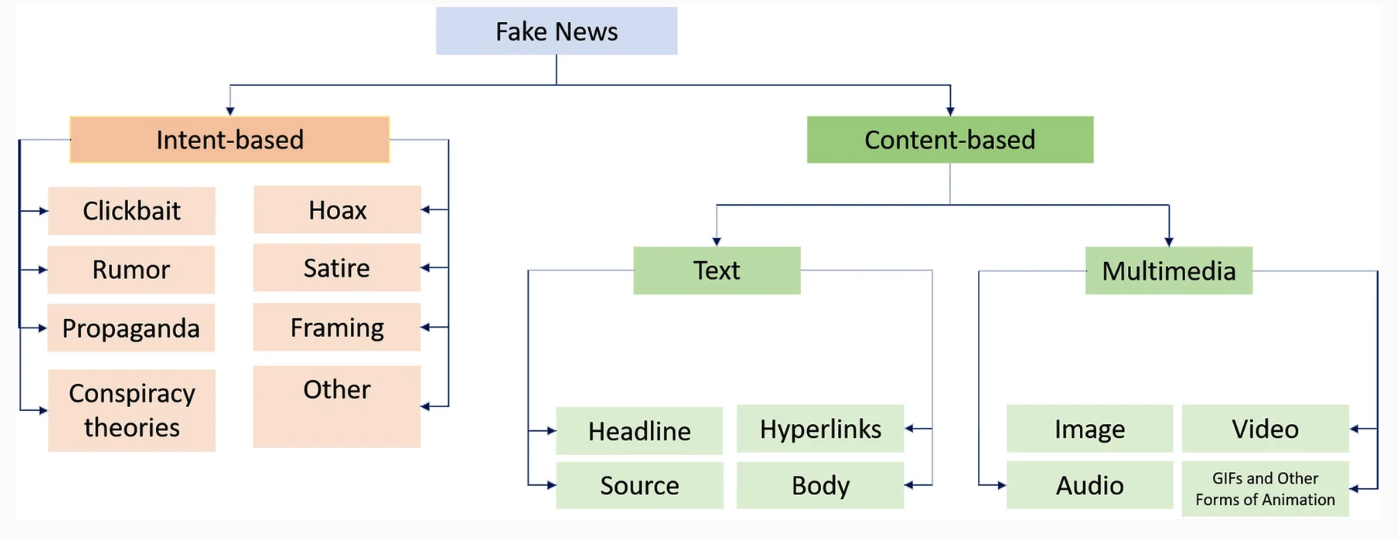 Fake News
Intent-based
Content-based
Clickbait
Hoax
Rumor
Satire
Propaganda
Framing
Conspiracy
theories
Other
Text
Multimedia
Headline
Hyperlinks
Source
Body
Image
Video
Audio
GIFs and Other
Forms of Animation